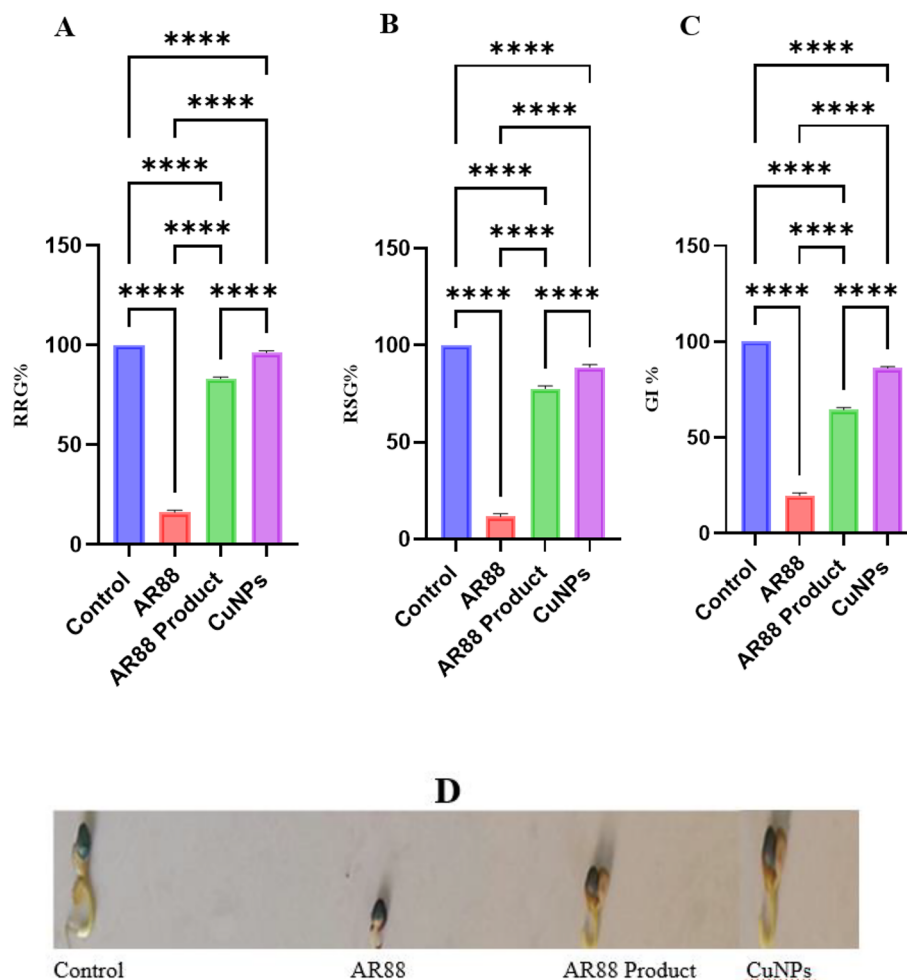 A
****
****
****
****
**** ****
150
100
50
0
RRG%
Control
AR88
AR88 Product
CuNPs
B
****
****
****
****
**** ****
150
100
50
0
RSG%
Control
AR88
AR88 Product
CuNPs
C
****
****
****
****
**** ****
150
100
50
0
GI %
Control
AR88
AR88 Product
CuNPs
D
Control AR88 AR88 Product CuNPs